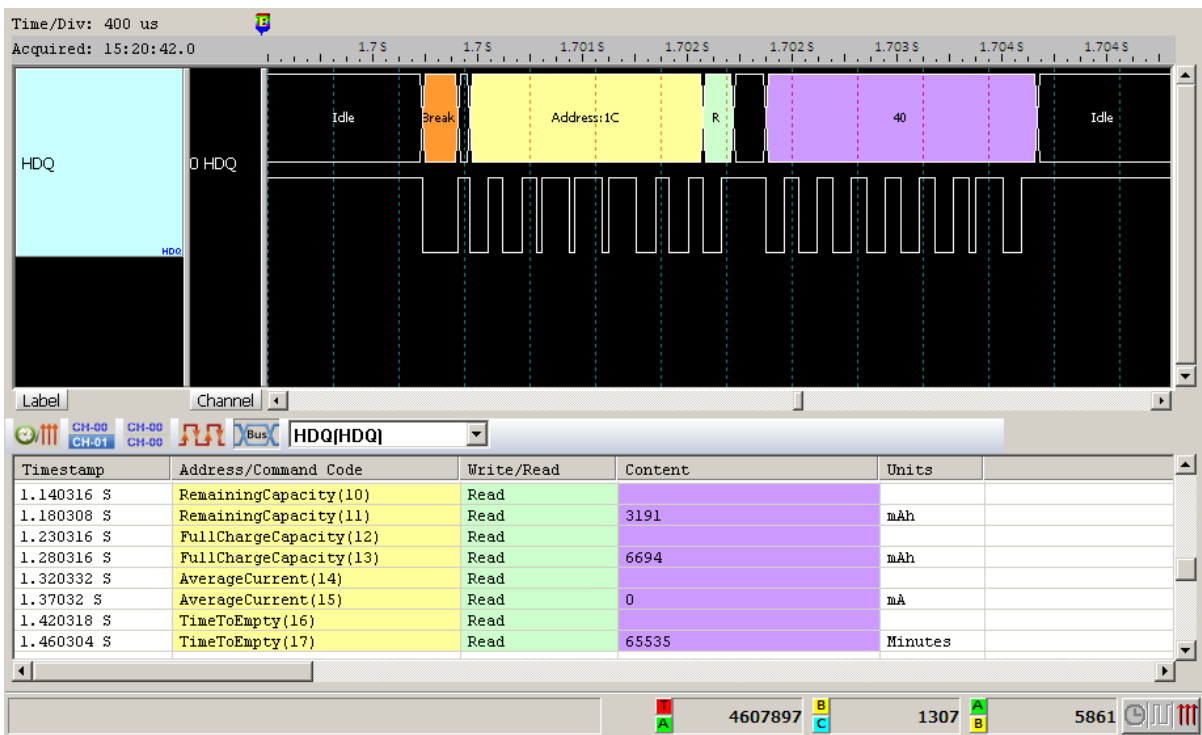 Time/Div: 400 us
Acquired: 15:20:42.0
1.7 S 1.7 S 1.701 S 1.702 S 1.702 S 1.703 S 1.704 S 1.704 S
HDQ
HDQ
0 HDQ
Idle Break Address:1C R 40 Idle
Label Channel
CH-00 CH-01 CH-00 CH-00 Bus HDQ(HDQ)
Timestamp Address/Command Code Write/Read Content Units
1.140316 S RemainingCapacity(10) Read
1.180308 S RemainingCapacity(11) Read 3191 mAh
1.230316 S FullChargeCapacity(12) Read
1.280316 S FullChargeCapacity(13) Read 6694 mAh
1.320332 S AverageCurrent(14) Read
1.37032 S AverageCurrent(15) Read 0 mA
1.420318 S TimeToEmpty(16) Read
1.460304 S TimeToEmpty(17) Read 65535 Minutes
T A 4607897 B C 1307 A B 5861